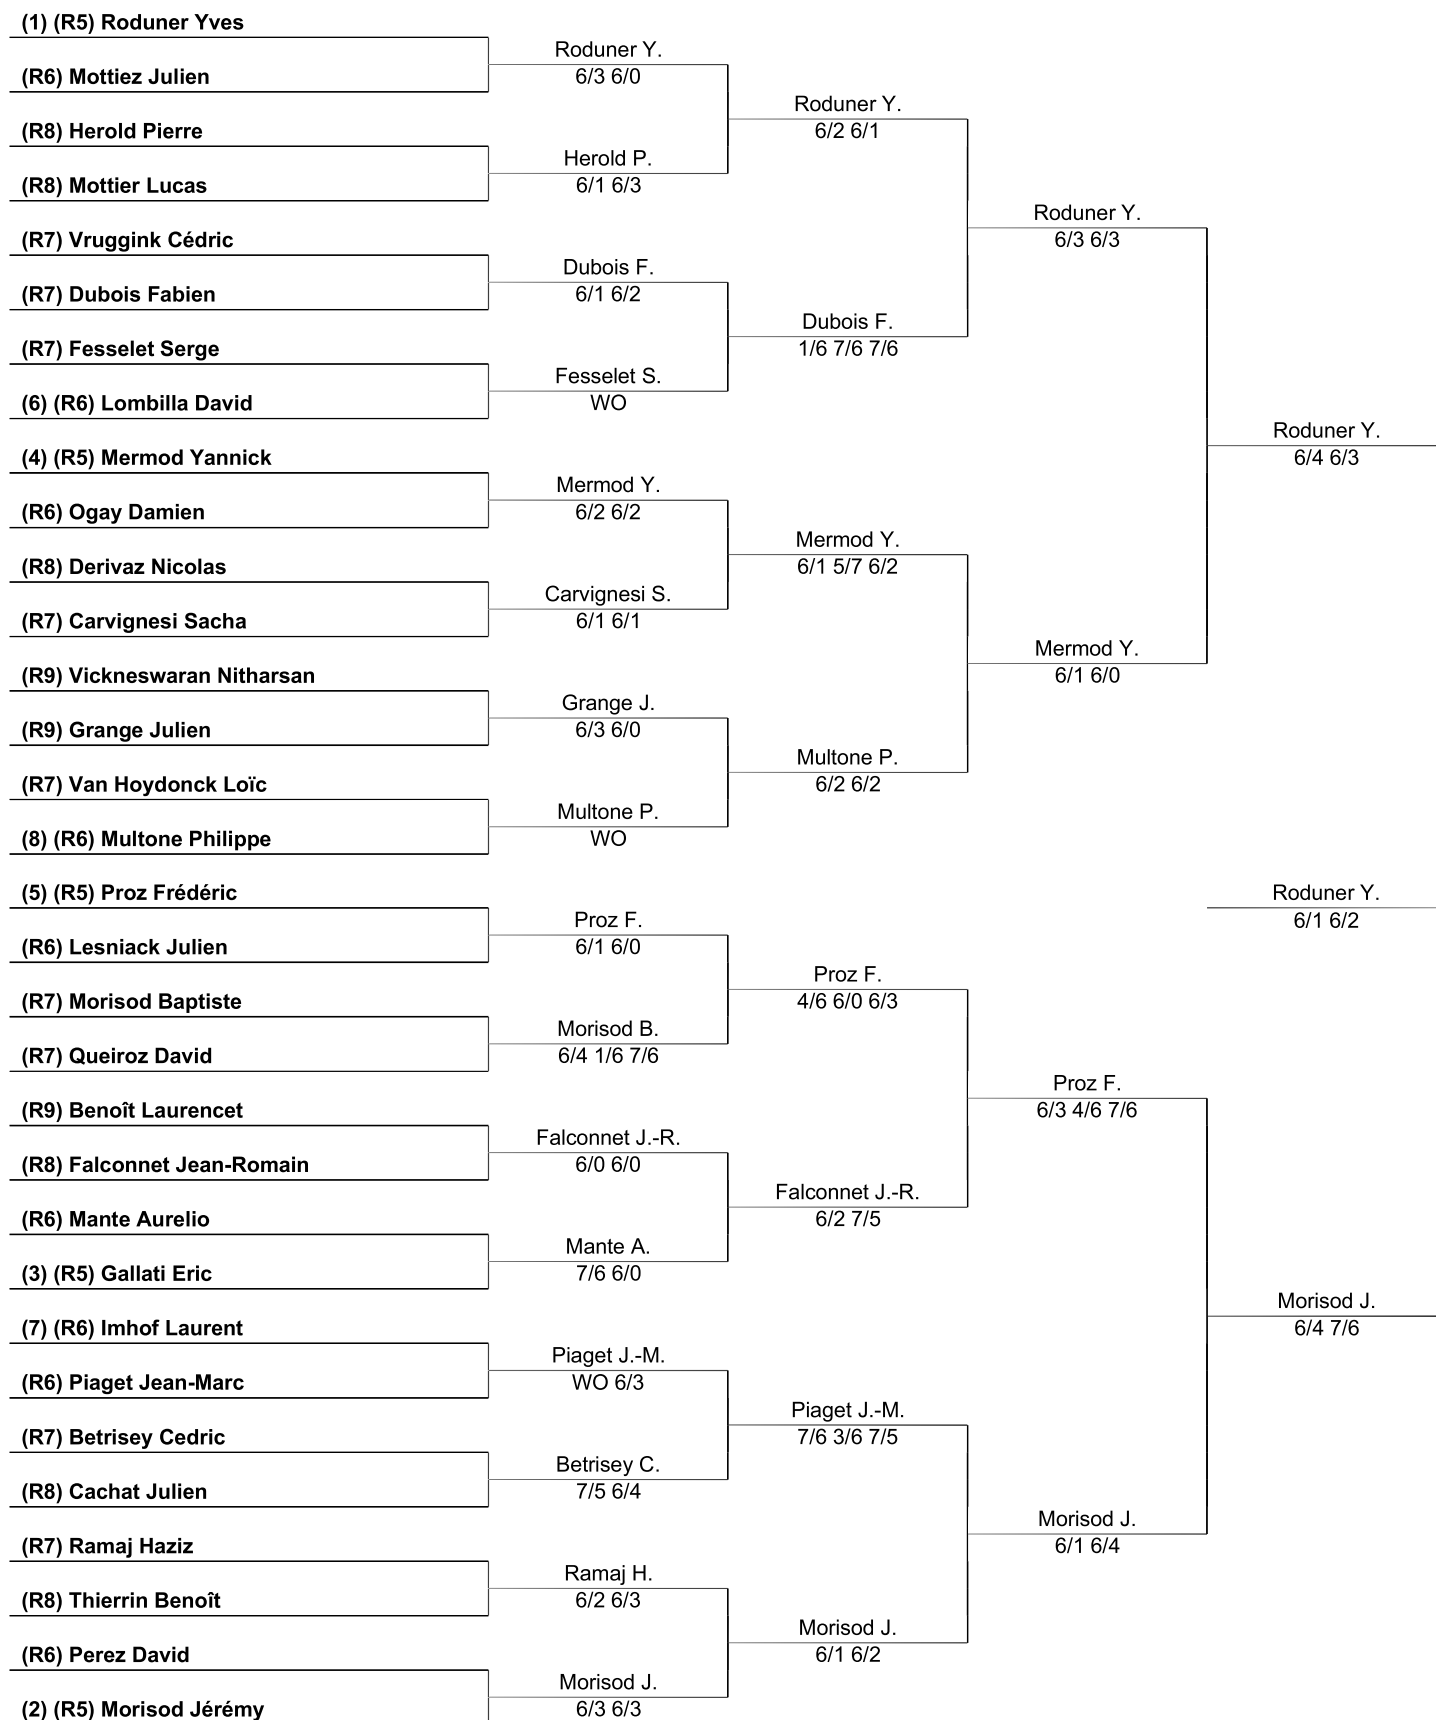 (1) (R5) Roduner Yves
Roduner Y.
(R6) Mottiez Julien
6/3 6/0
Roduner Y.
(R8) Herold Pierre
6/2 6/1
Herold P.
(R8) Mottier Lucas
6/1 6/3
Roduner Y.
(R7) Vruggink Cédric
6/3 6/3
Dubois F.
(R7) Dubois Fabien
6/1 6/2
Dubois F.
(R7) Fesselet Serge
1/6 7/6 7/6
Fesselet S.
(6) (R6) Lombilla David
WO
Roduner Y.
(4) (R5) Mermod Yannick
6/4 6/3
Mermod Y.
(R6) Ogay Damien
6/2 6/2
Mermod Y.
(R8) Derivaz Nicolas
6/1 5/7 6/2
Carvignesi S.
(R7) Carvignesi Sacha
6/1 6/1
Mermod Y.
(R9) Vickneswaran Nitharsan
6/1 6/0
Grange J.
(R9) Grange Julien
6/3 6/0
Multone P.
(R7) Van Hoydonck Loïc
6/2 6/2
Multone P.
(8) (R6) Multone Philippe
WO
(5) (R5) Proz Frédéric
Roduner Y.
6/1 6/2
Proz F.
(R6) Lesniack Julien
6/1 6/0
Proz F.
(R7) Morisod Baptiste
4/6 6/0 6/3
Morisod B.
(R7) Queiroz David
6/4 1/6 7/6
Proz F.
(R9) Benoît Laurencet
6/3 4/6 7/6
Falconnet J.-R.
(R8) Falconnet Jean-Romain
6/0 6/0
Falconnet J.-R.
(R6) Mante Aurelio
6/2 7/5
Mante A.
(3) (R5) Gallati Eric
7/6 6/0
Morisod J.
(7) (R6) Imhof Laurent
6/4 7/6
Piaget J.-M.
(R6) Piaget Jean-Marc
WO 6/3
Piaget J.-M.
(R7) Betrisey Cedric
7/6 3/6 7/5
Betrisey C.
(R8) Cachat Julien
7/5 6/4
Morisod J.
(R7) Ramaj Haziz
6/1 6/4
Ramaj H.
(R8) Thierrin Benoît
6/2 6/3
Morisod J.
(R6) Perez David
6/1 6/2
Morisod J.
(2) (R5) Morisod Jérémy
6/3 6/3